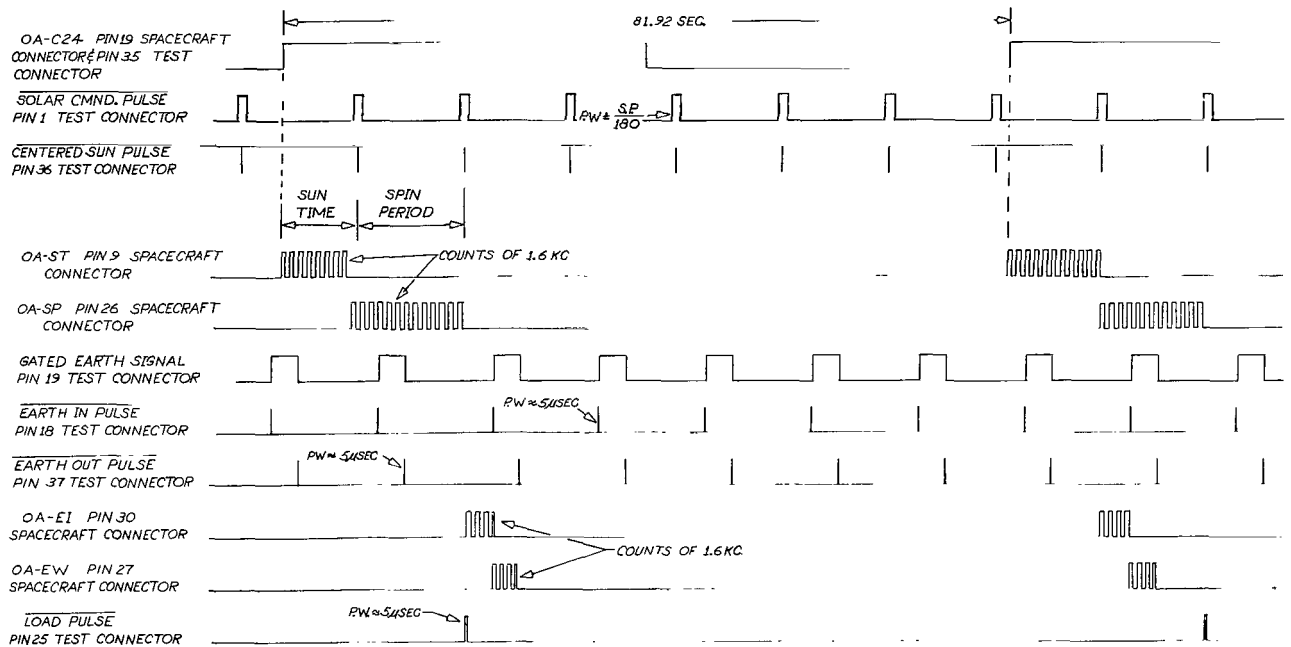 81.92 SEC.
OA-C24 PIN 19 SPACECRAFT
CONNECTOR & PIN 35 TEST
CONNECTOR
SOLAR CMND. PULSE
PIN 1 TEST CONNECTOR
P.W ± S.P. / 180
CENTERED SUN PULSE
PIN 36 TEST CONNECTOR
SUN
TIME
SPIN
PERIOD
OA-ST PIN 9 SPACECRAFT
CONNECTOR
COUNTS OF 1.6 KC
OA-SP PIN 26 SPACECRAFT
CONNECTOR
GATED EARTH SIGNAL
PIN 19 TEST CONNECTOR
EARTH IN PULSE
PIN 18 TEST CONNECTOR
P.W ≈ 5µSEC
EARTH OUT PULSE
PIN 37 TEST CONNECTOR
PW ≈ 5µSEC
OA-EI PIN 30
SPACECRAFT CONNECTOR
COUNTS OF 1.6 KC.
OA-EW PIN 27
SPACECRAFT CONNECTOR
LOAD PULSE
PIN 25 TEST CONNECTOR
P.W. ≈ 5µSEC